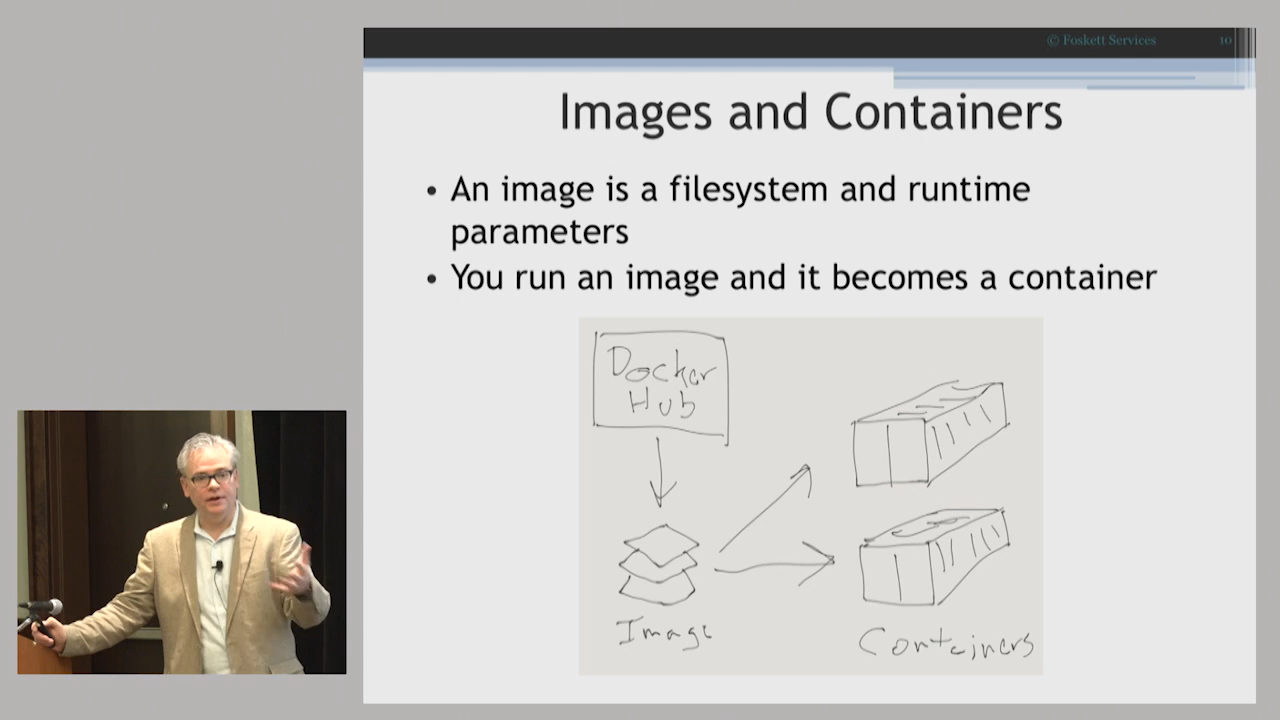 © Foskett Services 10
Images and Containers
• An image is a filesystem and runtime
parameters
• You run an image and it becomes a container
Docker
Hub
Image
Containers